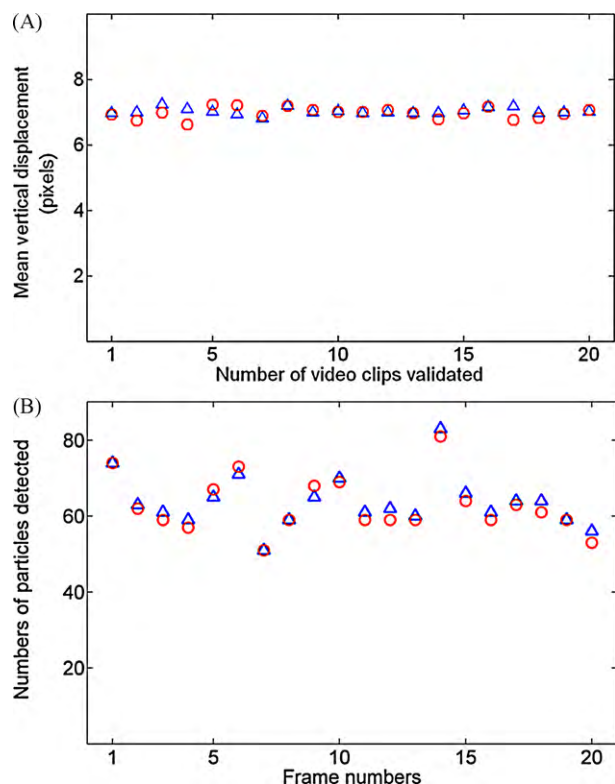 (A)
Mean vertical displacement
(pixels)
8
6
4
2
1
5
10
15
20
Number of video clips validated
(B)
Numbers of particles detected
80
60
40
20
1
5
10
15
20
Frame numbers